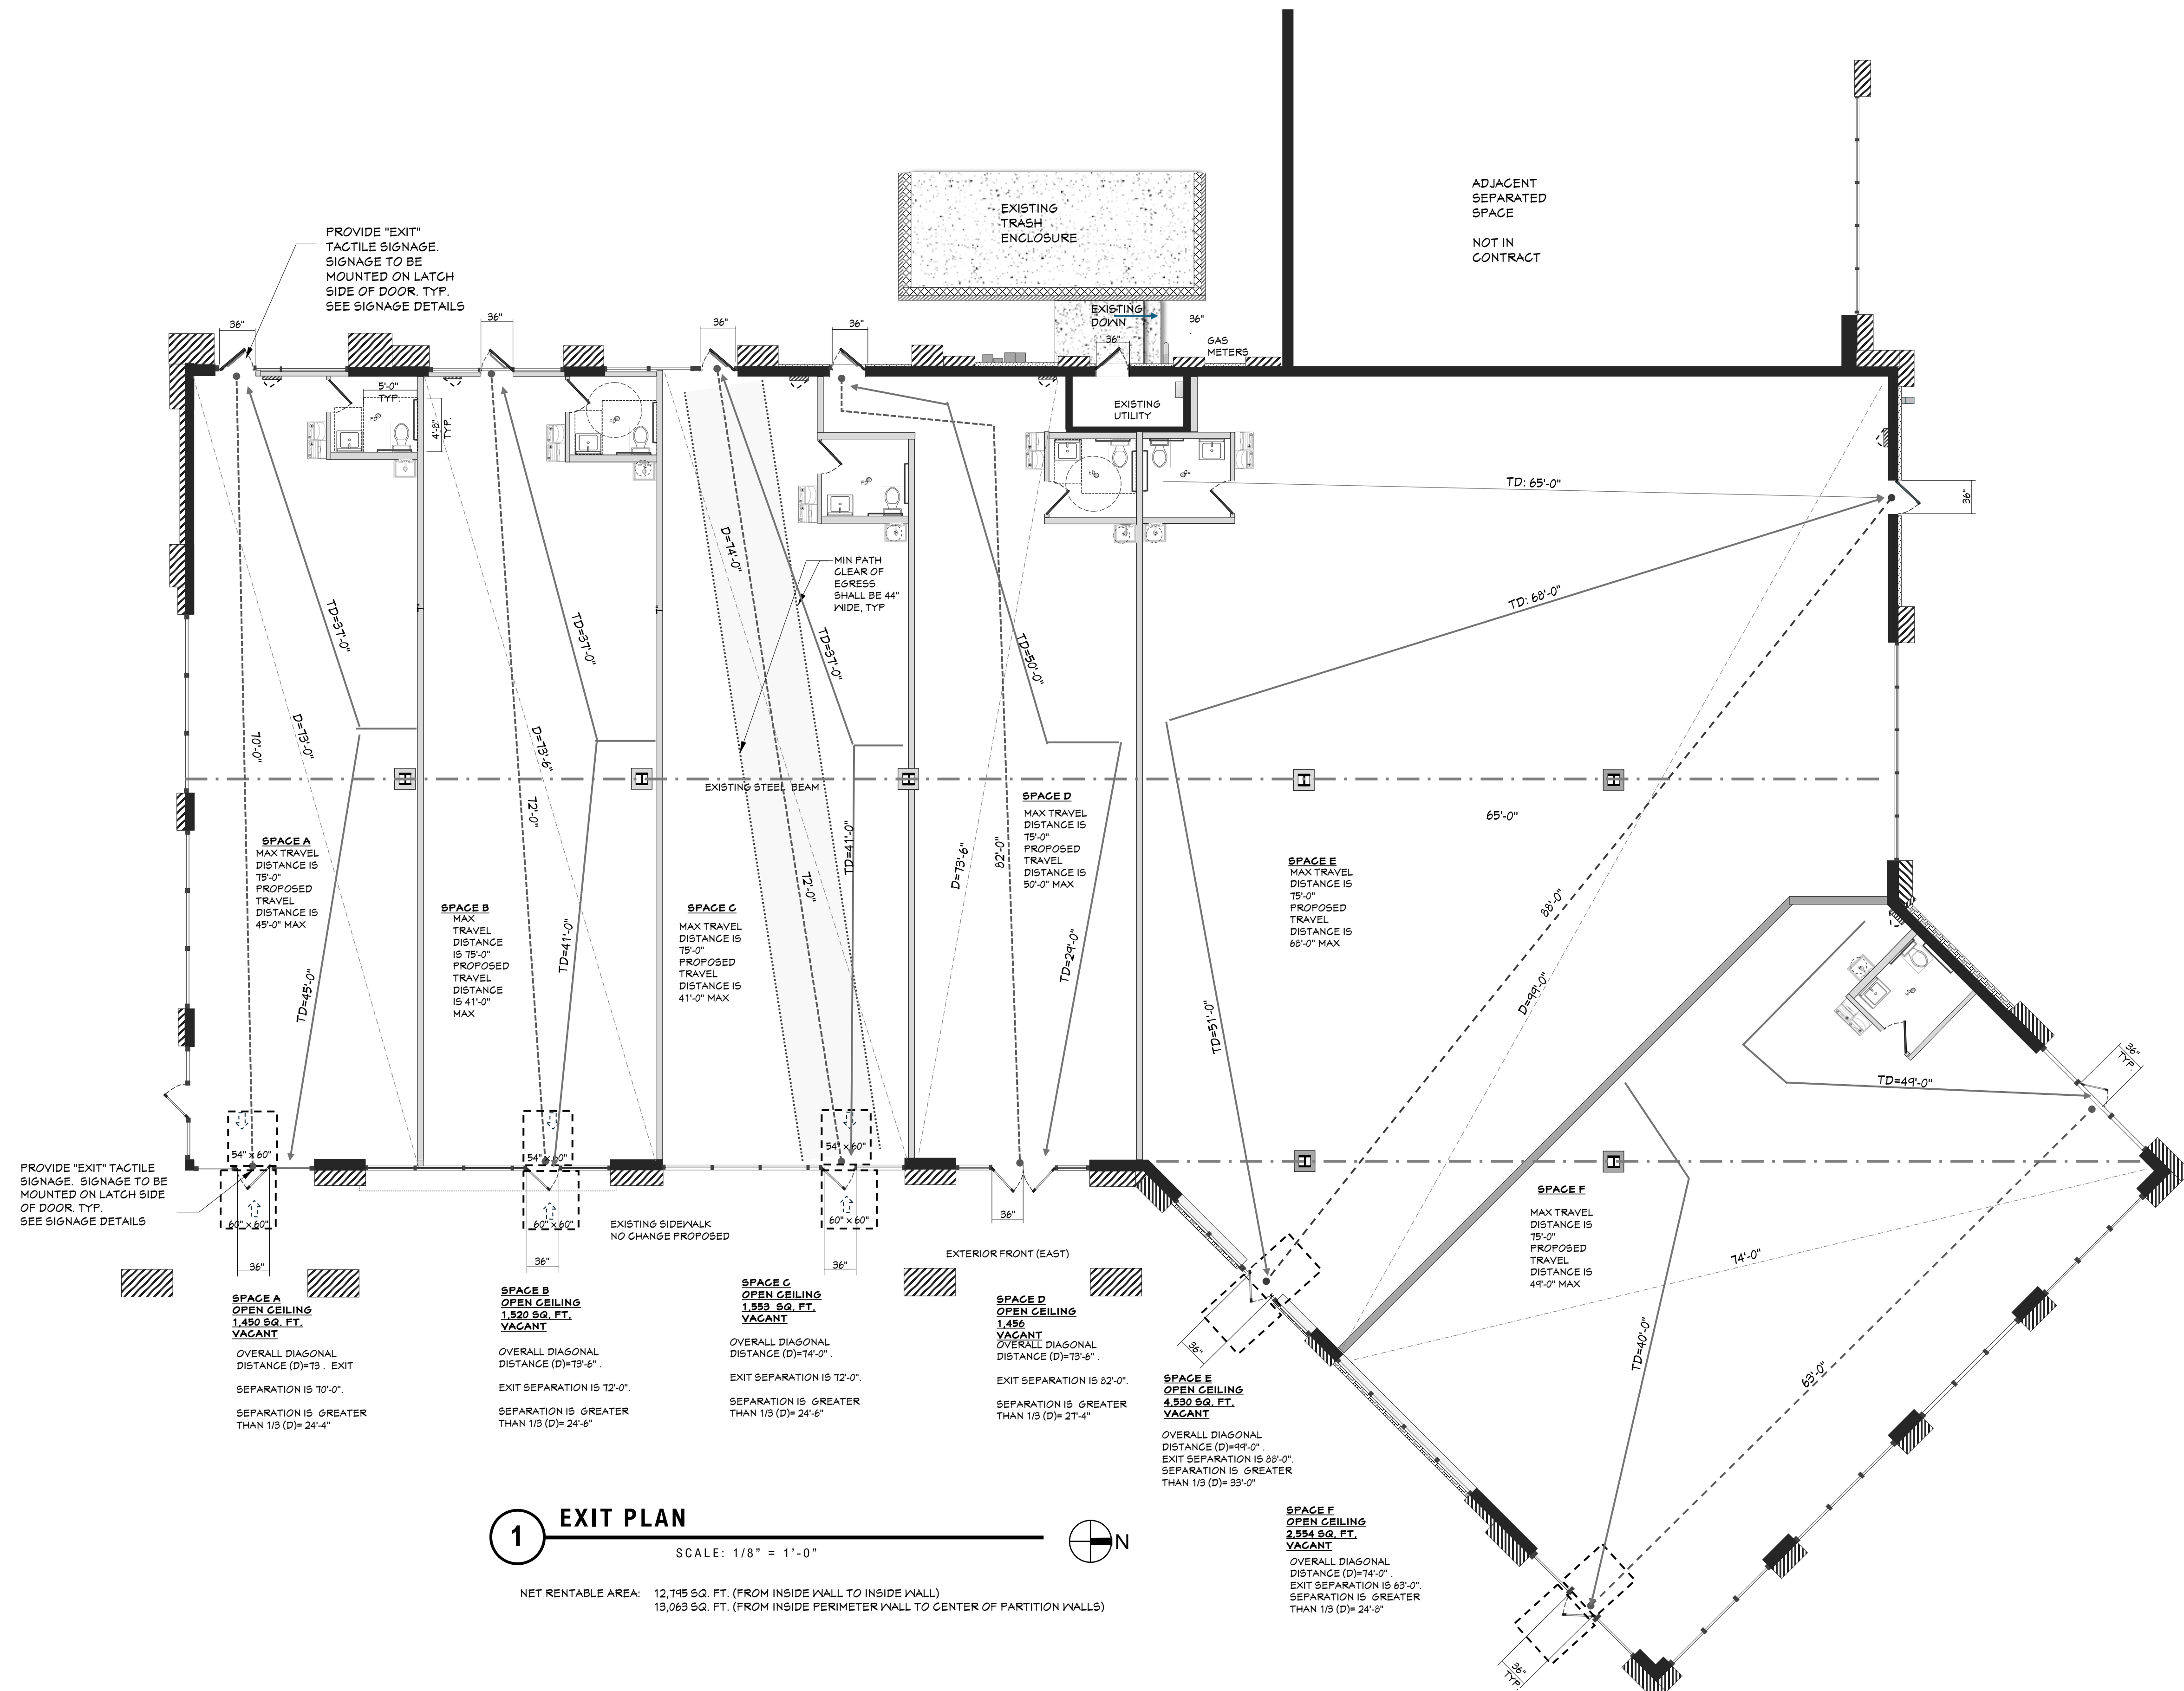 ADJACENT
SEPARATED
SPACE
NOT IN
CONTRACT
EXISTING
TRASH
ENCLOSURE
PROVIDE "EXIT"
TACTILE SIGNAGE.
SIGNAGE TO BE
MOUNTED ON LATCH
SIDE OF DOOR. TYP.
SEE SIGNAGE DETAILS
EXISTING
DOWN
36"
GAS
METERS
36"
36"
36"
36"
36"
5'-0"
TYP.
4'-8"
TYP.
EXISTING
UTILITY
TD: 65'-0"
36"
D=74'-0"
MIN PATH
CLEAR OF
EGRESS
SHALL BE 44"
WIDE, TYP
TD: 68'-0"
TD=37'-0"
TD=37'-0"
TD=37'-0"
TD=50'-0"
70'-0"
D=73'-0"
D=73'-6"
72'-0"
H
H
H
H
H
EXISTING STEEL BEAM
SPACE D
MAX TRAVEL
DISTANCE IS
75'-0"
PROPOSED
TRAVEL
DISTANCE IS
50'-0" MAX
65'-0"
SPACE A
MAX TRAVEL
DISTANCE IS
75'-0"
PROPOSED
TRAVEL
DISTANCE IS
45'-0" MAX
TD=41'-0"
72'-0"
D=73'-6"
82'-0"
SPACE E
MAX TRAVEL
DISTANCE IS
75'-0"
PROPOSED
TRAVEL
DISTANCE IS
68'-0" MAX
88'-0"
SPACE B
MAX
TRAVEL
DISTANCE
IS 75'-0"
PROPOSED
TRAVEL
DISTANCE
IS 41'-0"
MAX
SPACE C
MAX TRAVEL
DISTANCE IS
75'-0"
PROPOSED
TRAVEL
DISTANCE IS
41'-0" MAX
TD=45'-0"
TD=41'-0"
TD=29'-0"
TD=51'-0"
D=99'-0"
TD=49'-0"
36"
TYP.
54" x 60"
54" x 60"
54" x 60"
H
H
PROVIDE "EXIT" TACTILE
SIGNAGE. SIGNAGE TO BE
MOUNTED ON LATCH SIDE
OF DOOR. TYP.
SEE SIGNAGE DETAILS
60" x 60"
60" x 60"
60" x 60"
36"
36"
36"
36"
EXISTING SIDEWALK
NO CHANGE PROPOSED
EXTERIOR FRONT (EAST)
SPACE F
MAX TRAVEL
DISTANCE IS
75'-0"
PROPOSED
TRAVEL
DISTANCE IS
49'-0" MAX
74'-0"
TD=40'-0"
63'-0"
36"
SPACE A
OPEN CEILING
1,450 SQ. FT.
VACANT
OVERALL DIAGONAL
DISTANCE (D)=73 . EXIT
SEPARATION IS 70'-0".
SEPARATION IS GREATER
THAN 1/3 (D)= 24'-4"
SPACE B
OPEN CEILING
1,520 SQ. FT.
VACANT
OVERALL DIAGONAL
DISTANCE (D)=73'-6" .
EXIT SEPARATION IS 72'-0".
SEPARATION IS GREATER
THAN 1/3 (D)= 24'-6"
SPACE C
OPEN CEILING
1,553 SQ. FT.
VACANT
OVERALL DIAGONAL
DISTANCE (D)=74'-0" .
EXIT SEPARATION IS 72'-0".
SEPARATION IS GREATER
THAN 1/3 (D)= 24'-6"
SPACE D
OPEN CEILING
1,456
VACANT
OVERALL DIAGONAL
DISTANCE (D)=73'-6" .
EXIT SEPARATION IS 82'-0".
SEPARATION IS GREATER
THAN 1/3 (D)= 27'-4"
SPACE E
OPEN CEILING
4,530 SQ. FT.
VACANT
OVERALL DIAGONAL
DISTANCE (D)=99'-0" .
EXIT SEPARATION IS 88'-0".
SEPARATION IS GREATER
THAN 1/3 (D)= 33'-0"
SPACE F
OPEN CEILING
2,554 SQ. FT.
VACANT
OVERALL DIAGONAL
DISTANCE (D)=74'-0" .
EXIT SEPARATION IS 63'-0".
SEPARATION IS GREATER
THAN 1/3 (D)= 24'-8"
36"
TYP
1
EXIT PLAN
SCALE: 1/8" = 1'-0"
N
NET RENTABLE AREA: 12,795 SQ. FT. (FROM INSIDE WALL TO INSIDE WALL)
13,063 SQ. FT. (FROM INSIDE PERIMETER WALL TO CENTER OF PARTITION WALLS)